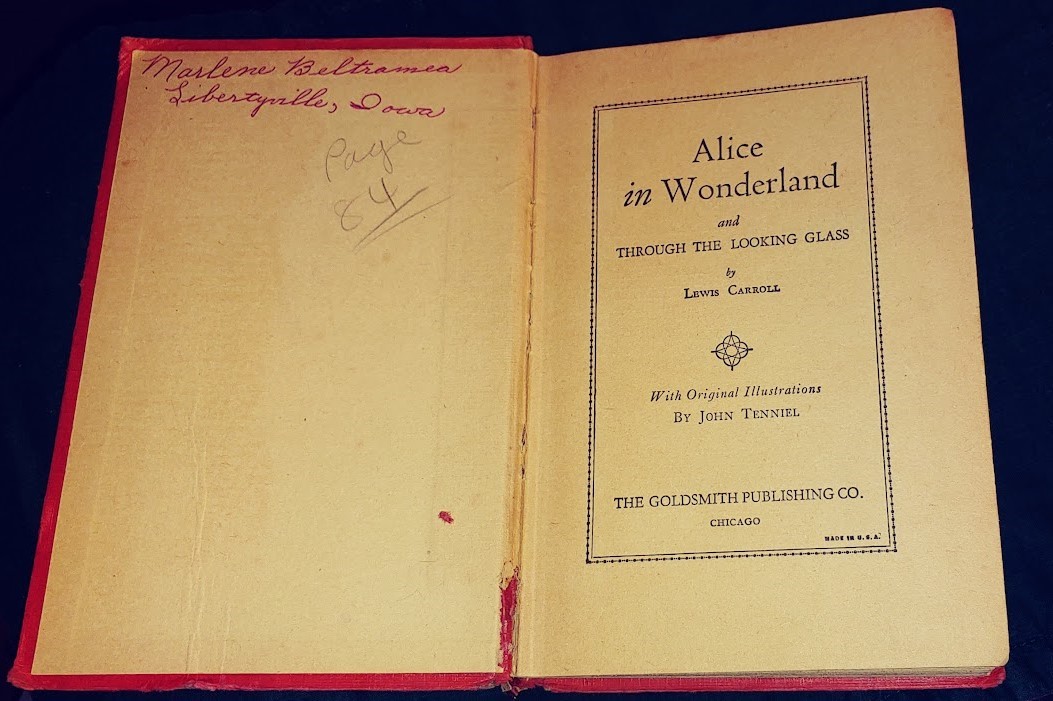 Marlene Beltramea
Libertyville, Iowa
Page
84
Alice
in Wonderland
and
THROUGH THE LOOKING GLASS
by
LEWIS CARROLL
With Original Illustrations
BY JOHN TENNIEL
THE GOLDSMITH PUBLISHING CO.
CHICAGO
MADE IN U.S.A.